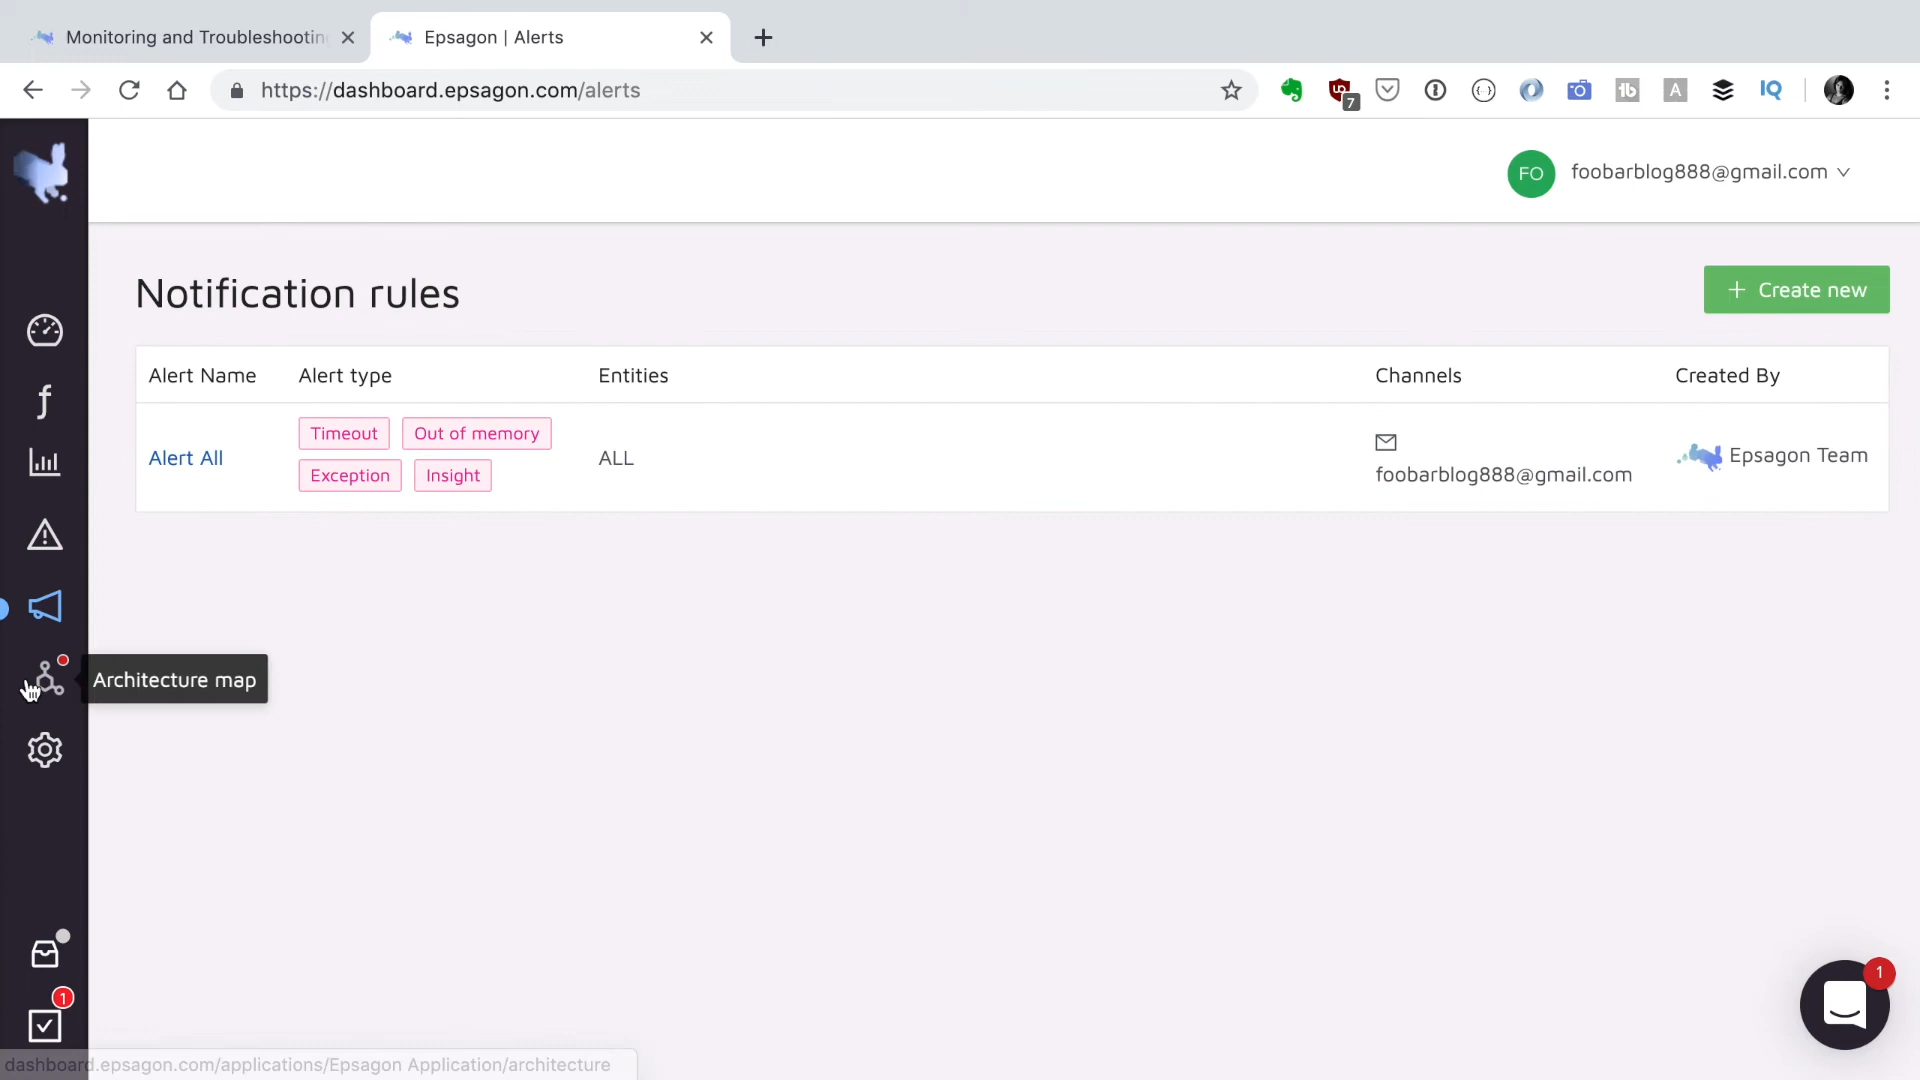 Monitoring and Troubleshootin
Epsagon | Alerts
https://dashboard.epsagon.com/alerts
7
FO
foobarblog888@gmail.com
Notification rules
+ Create new
Alert Name
Alert type
Entities
Channels
Created By
Alert All
Timeout
Out of memory
Exception
Insight
ALL
foobarblog888@gmail.com
Epsagon Team
Architecture map
1
1
dashboard.epsagon.com/applications/Epsagon Application/architecture